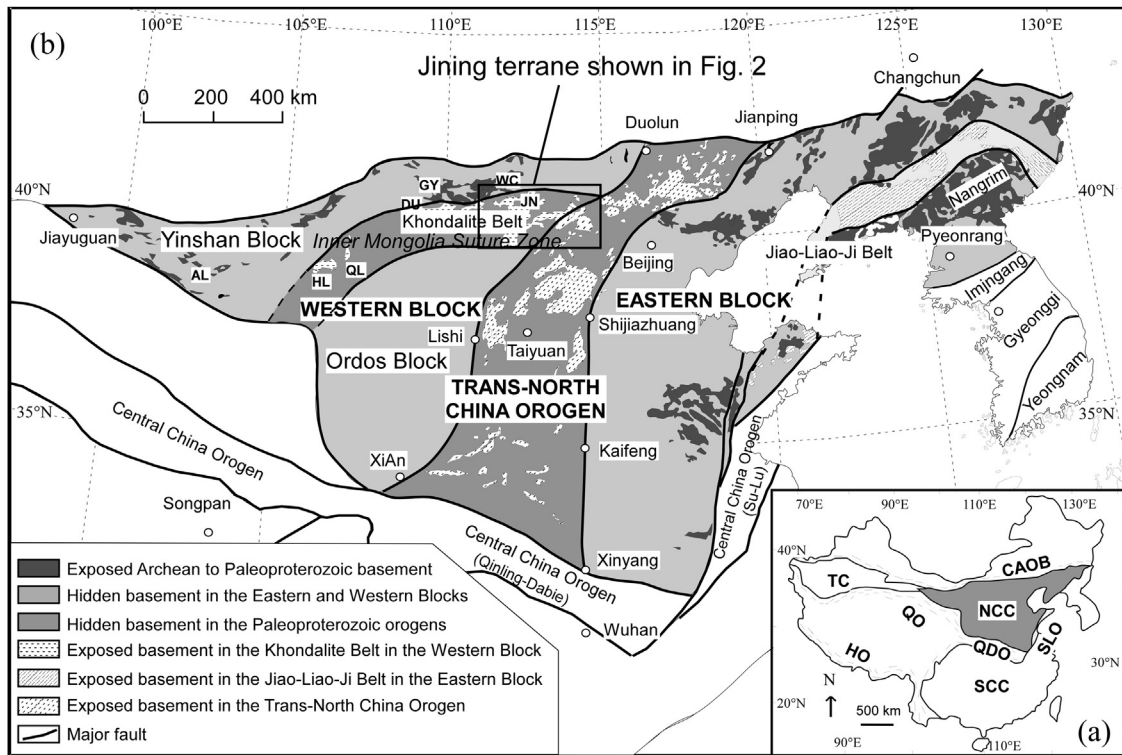 100°E
105°E
110°E
115°E
120°E
125°E
130°E
(b)
Jining terrane shown in Fig. 2
0 200 400 km
Changchun
Duolun
Jianping
40°N
40°N
GY
WC
DU
JN
Khondalite Belt
Nangrim
Jiayuguan
Yinshan Block
Inner Mongolia Suture Zone
Pyeonrang
Beijing
Jiao-Liao-Ji Belt
AL
HL
QL
Imjngang
WESTERN BLOCK
EASTERN BLOCK
Gyeonggi
Lishi
Shijiazhuang
Taiyuan
Ordos Block
Yeongnam
TRANS-NORTH
CHINA OROGEN
35°N
35°N
Central China Orogen
Kaifeng
XiAn
Central China Orogen
(Su-Lu)
Songpan
Central China Orogen
(Qinling-Dabie)
Xinyang
Wuhan
Exposed Archean to Paleoproterozoic basement
Hidden basement in the Eastern and Western Blocks
Hidden basement in the Paleoproterozoic orogens
Exposed basement in the Khondalite Belt in the Western Block
Exposed basement in the Jiao-Liao-Ji Belt in the Eastern Block
Exposed basement in the Trans-North China Orogen
Major fault
70°E
90°E
110°E
130°E
40°N
CAOB
TC
NCC
QO
SLO
HO
QDO
30°N
SCC
N
20°N
500 km
(a)
90°E
110°E